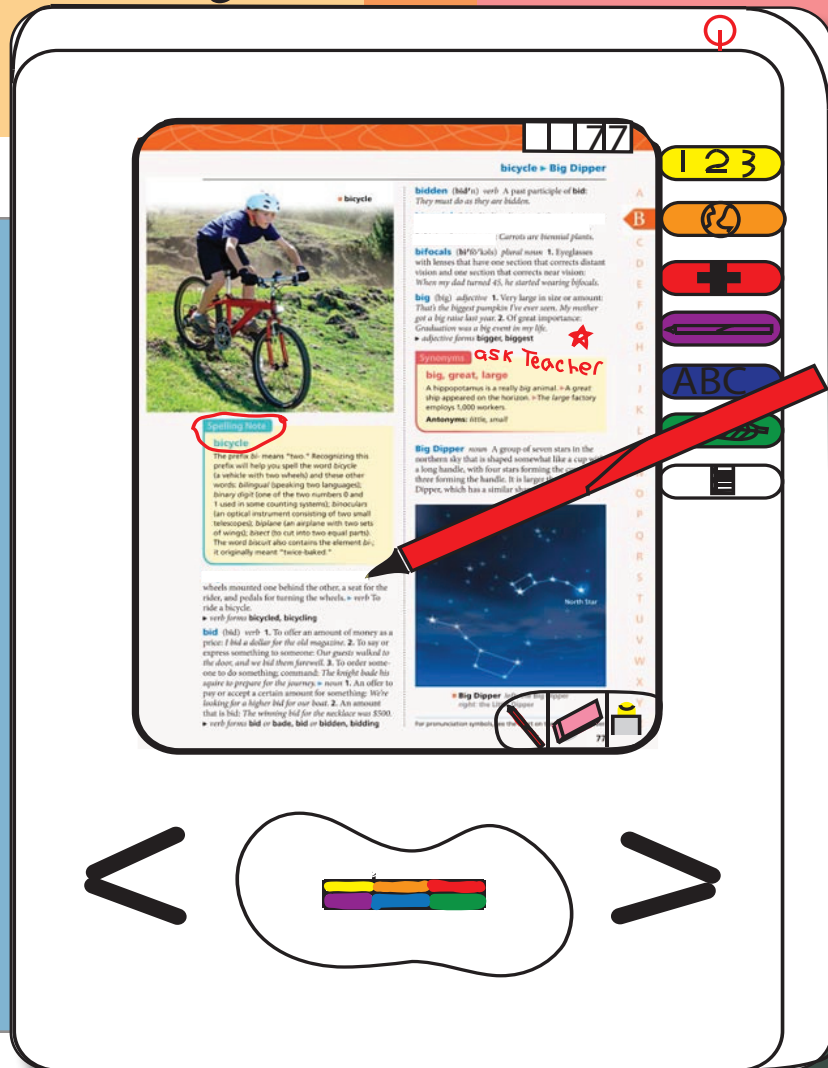 77
123
bicycle ▸ Big Dipper
bicycle
bidden (bid′n) verb A past participle of bid:
They must do as they are bidden.
Carrots are biennial plants.
bifocals plural noun 1. Eyeglasses
with lenses that have one section that corrects distant
vision and one section that corrects near vision:
When my dad turned 45, he started wearing bifocals.
big (big) adjective 1. Very large in size or amount:
That's the biggest pumpkin I've ever seen. My mother
got a big raise last year. 2. Of great importance:
Graduation was a big event in my life.
▸ adjective forms bigger, biggest
ask Teacher
Synonyms
big, great, large
A hippopotamus is a really big animal. ▸A great
ship appeared on the horizon. ▸The large factory
employs 1,000 workers.
Antonyms: little, small
Big Dipper noun A group of seven stars in the
northern sky that is shaped somewhat like a cup with
a long handle, with four stars forming the
three forming the handle. It is larger
Dipper, which has a similar
North Star
Big Dipper
right: the Dipper
For pronunciation symbols, see the on
77
Spelling Note
bicycle
The prefix bi- means "two." Recognizing this
prefix will help you spell the word bicycle
(a vehicle with two wheels) and these other
words: bilingual (speaking two languages);
binary digit (one of the two numbers 0 and
1 used in some counting systems); binoculars
(an optical instrument consisting of two small
telescopes); biplane (an airplane with two sets
of wings); bisect (to cut into two equal parts).
The word biscuit also contains the element bi-;
it originally meant "twice-baked."
wheels mounted one behind the other, a seat for the
rider, and pedals for turning the wheels. ▸ verb To
ride a bicycle.
▸ verb forms bicycled, bicycling
bid (bid) verb 1. To offer an amount of money as a
price: I bid a dollar for the old magazine. 2. To say or
express something to someone: Our guests walked to
the door, and we bid them farewell. 3. To order some-
one to do something; command: The knight bade his
squire to prepare for the journey. ▸ noun 1. An offer to
pay or accept a certain amount for something: We're
looking for a higher bid for our boat. 2. An amount
that is bid: The winning bid for the necklace was $500.
▸ verb forms bid or bade, bid or bidden, bidding
A
B
C
D
E
F
G
H
I
J
K
L
O
P
Q
R
S
T
U
V
W
X
Y
ABC
< >